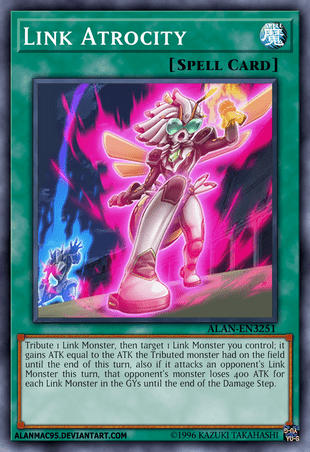 LINK ATROCITY
[SPELL CARD]
ALAN-EN3251
Tribute 1 Link Monster, then target 1 Link Monster you control; it
gains ATK equal to the ATK the Tributed monster had on the field
until the end of this turn, also if it attacks an opponent's Link
Monster this turn, that opponent's monster loses 400 ATK for
each Link Monster in the GYs until the end of the Damage Step.
ALANMAC95.DEVIANTART.COM
©1996 KAZUKI TAKAHASHI